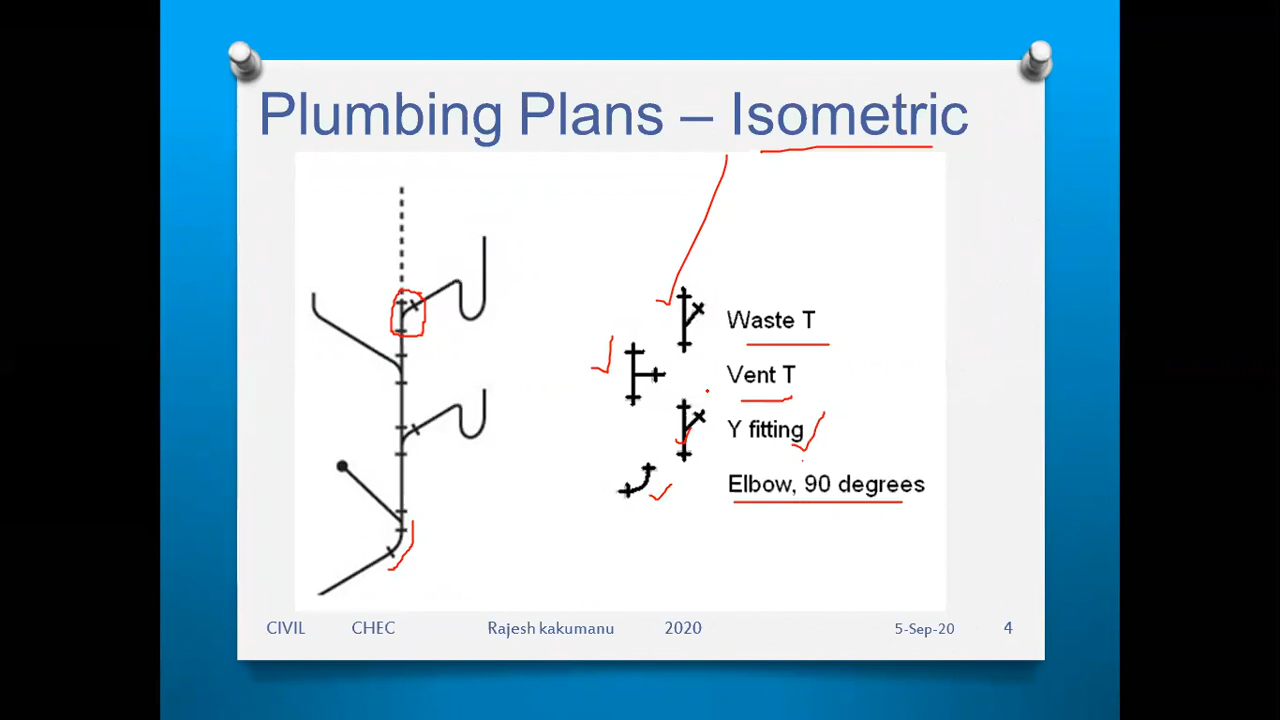 Plumbing Plans – Isometric
Waste T
Vent T
Y fitting
Elbow, 90 degrees
CIVIL CHEC Rajesh kakumanu 2020 5-Sep-20 4